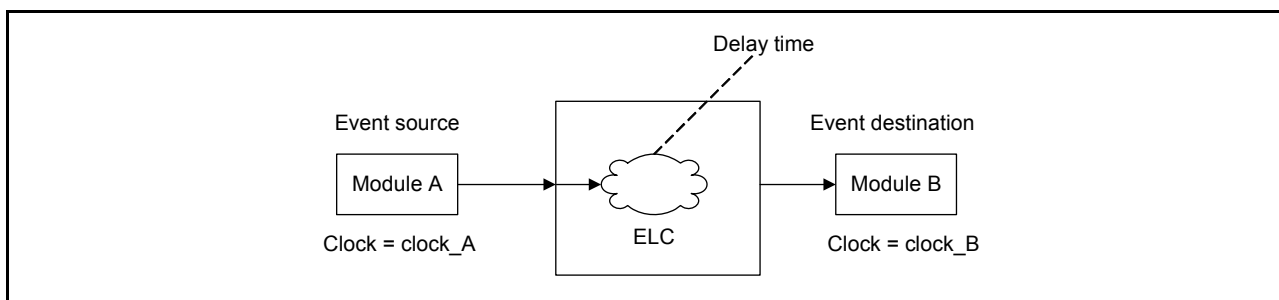 Delay time
Event source
Event destination
Module A
Module B
ELC
Clock = clock_A
Clock = clock_B